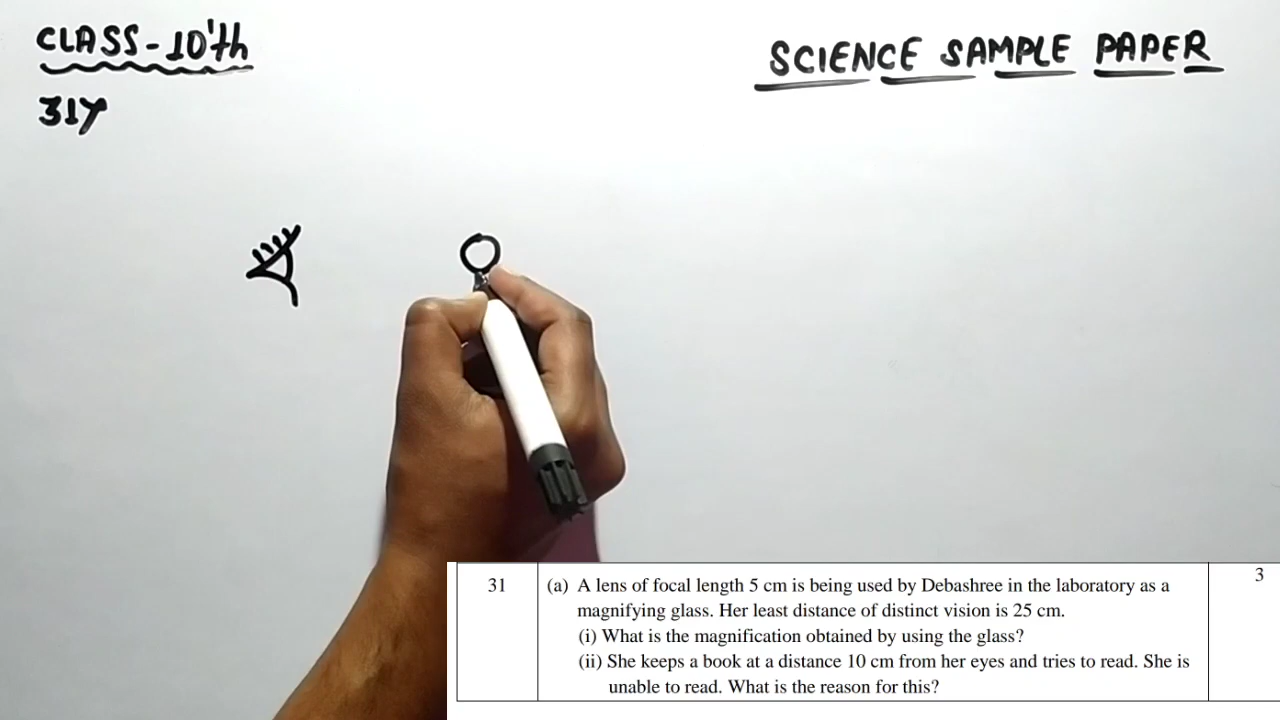 CLASS-10'th
SCIENCE SAMPLE PAPER
31)
31
(a) A lens of focal length 5 cm is being used by Debashree in the laboratory as a
magnifying glass. Her least distance of distinct vision is 25 cm.
(i) What is the magnification obtained by using the glass?
(ii) She keeps a book at a distance 10 cm from her eyes and tries to read. She is
unable to read. What is the reason for this?
3